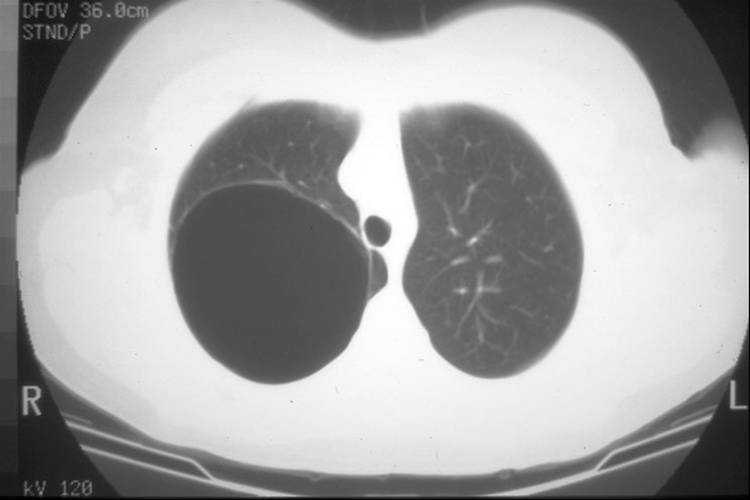 DFOV 36.0cm
STND/P
R
L
kV 120